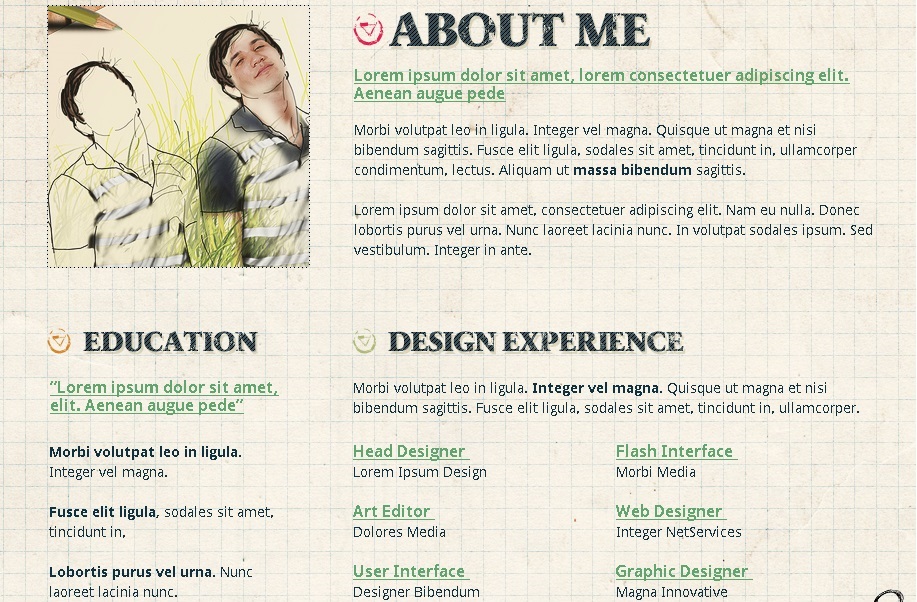 ABOUT ME
Lorem ipsum dolor sit amet, lorem consectetuer adipiscing elit.
Aenean augue pede
Morbi volutpat leo in ligula. Integer vel magna. Quisque ut magna et nisi
bibendum sagittis. Fusce elit ligula, sodales sit amet, tincidunt in, ullamcorper
condimentum, lectus. Aliquam ut massa bibendum sagittis.
Lorem ipsum dolor sit amet, consectetuer adipiscing elit. Nam eu nulla. Donec
lobortis purus vel urna. Nunc laoreet lacinia nunc. In volutpat sodales ipsum. Sed
vestibulum. Integer in ante.
EDUCATION
“Lorem ipsum dolor sit amet,
elit. Aenean augue pede”
Morbi volutpat leo in ligula.
Integer vel magna.
Fusce elit ligula, sodales sit amet,
tincidunt in,
Lobortis purus vel urna. Nunc
laoreet lacinia nunc.
DESIGN EXPERIENCE
Morbi volutpat leo in ligula. Integer vel magna. Quisque ut magna et nisi
bibendum sagittis. Fusce elit ligula, sodales sit amet, tincidunt in, ullamcorper.
Head Designer
Lorem Ipsum Design
Art Editor
Dolores Media
User Interface
Designer Bibendum
Flash Interface
Morbi Media
Web Designer
Integer NetServices
Graphic Designer
Magna Innovative